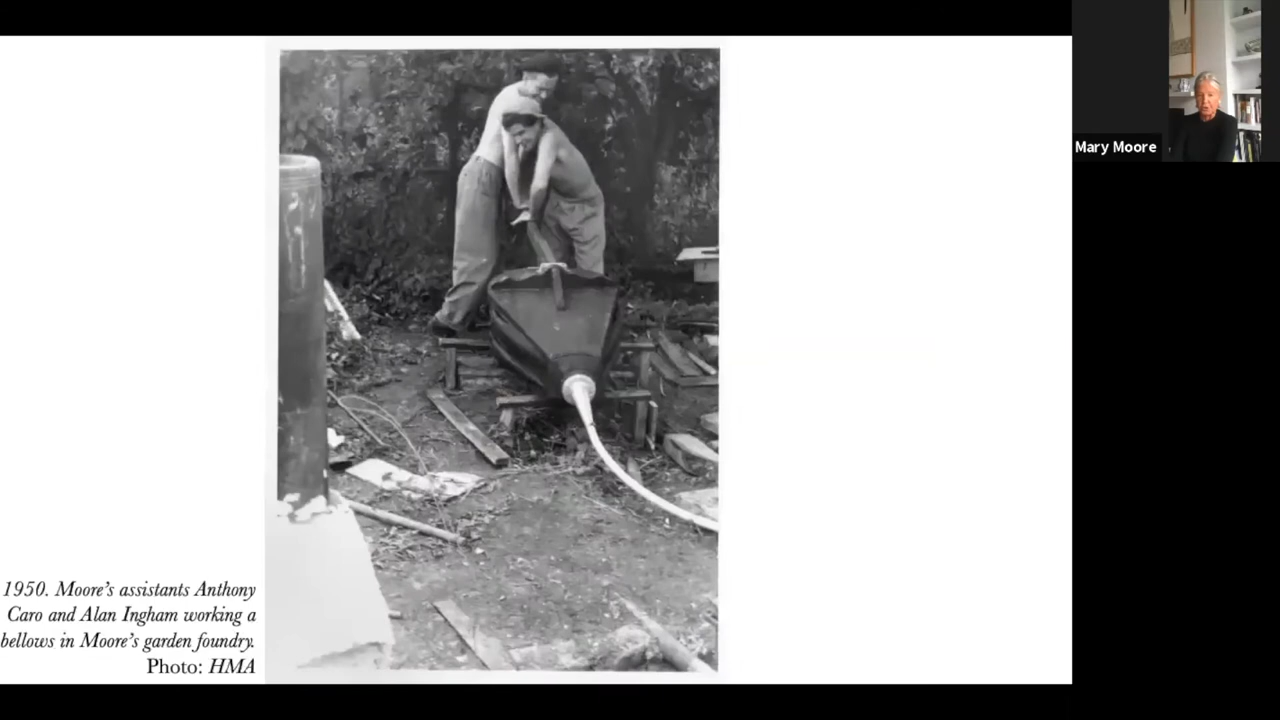 Mary Moore
1950. Moore's assistants Anthony
Caro and Alan Ingham working a
bellows in Moore's garden foundry.
Photo: HMA